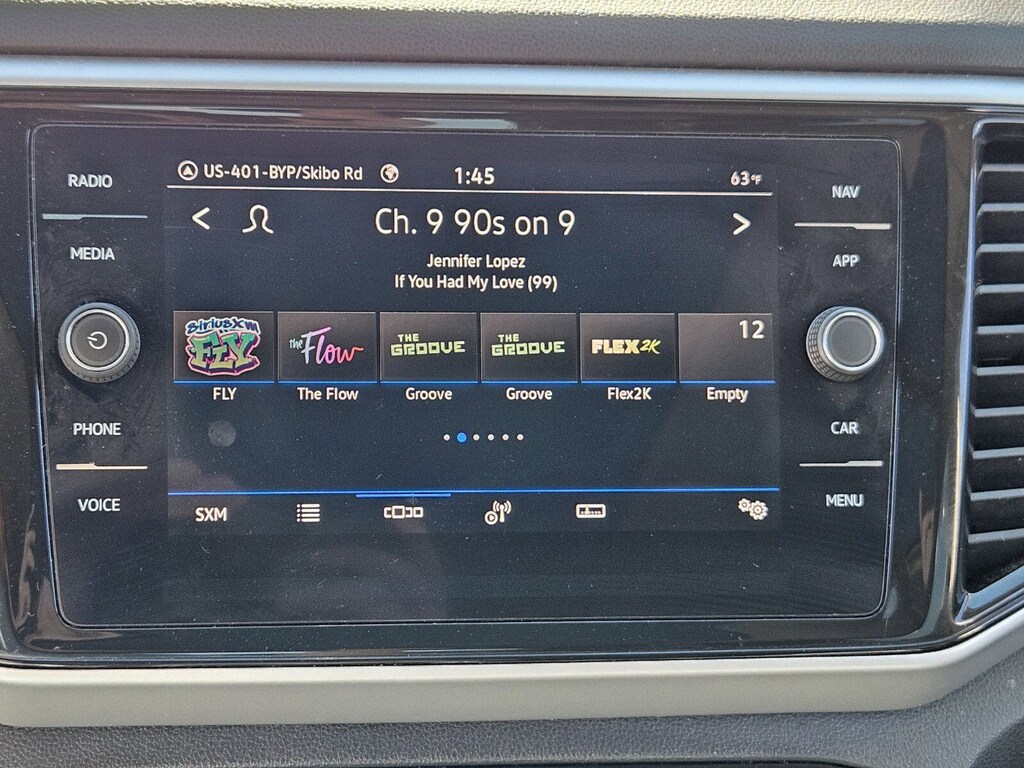 RADIO
MEDIA
PHONE
VOICE
US-401-BYP/Skibo Rd
1:45
63°F
< Ch. 9 90s on 9 >
Jennifer Lopez
If You Had My Love (99)
SiriusXM
FLY
the Flow
THE GROOVE
THE GROOVE
FLEX2K
12
FLY
The Flow
Groove
Groove
Flex2K
Empty
SXM
NAV
APP
CAR
MENU